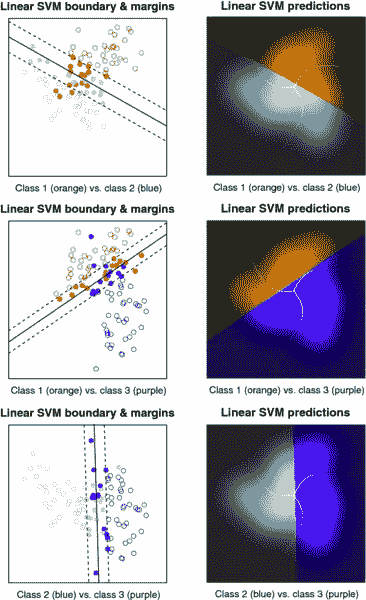 Linear SVM boundary & margins
Linear SVM predictions
Class 1 (orange) vs. class 2 (blue)
Class 1 (orange) vs. class 2 (blue)
Linear SVM boundary & margins
Linear SVM predictions
Class 1 (orange) vs. class 3 (purple)
Class 1 (orange) vs. class 3 (purple)
Linear SVM boundary & margins
Linear SVM predictions
Class 2 (blue) vs. class 3 (purple)
Class 2 (blue) vs. class 3 (purple)